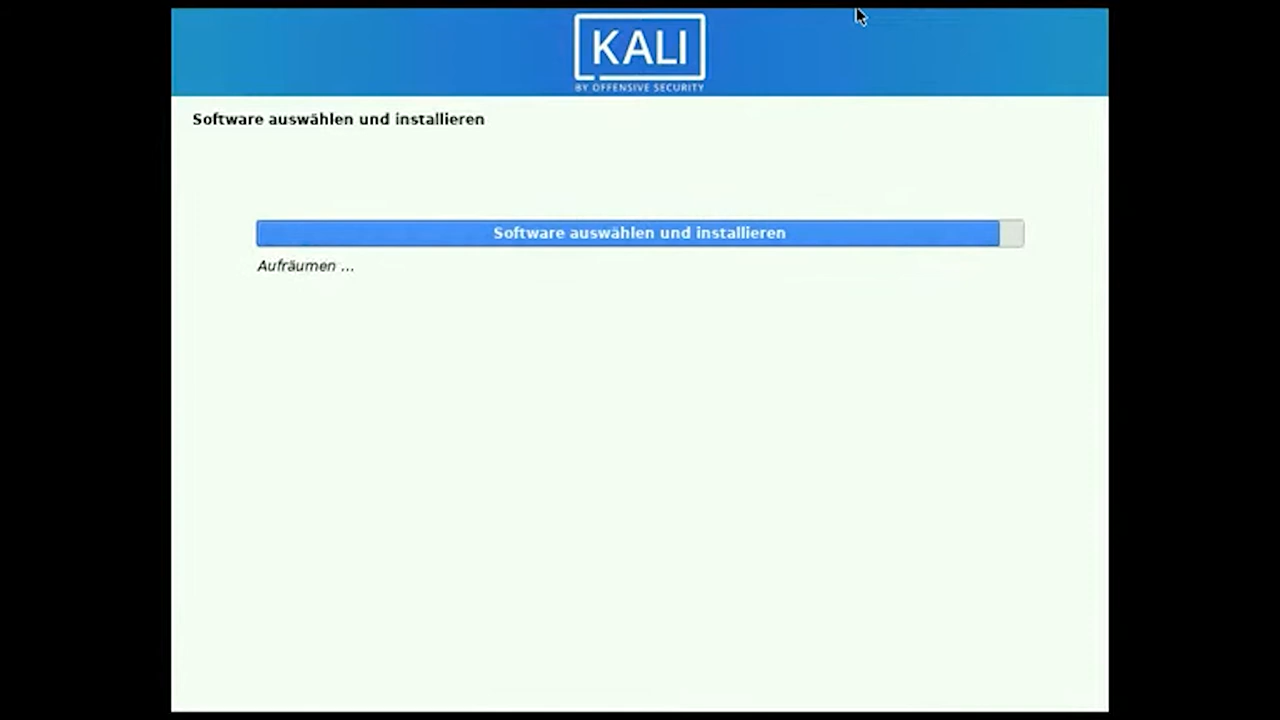 KALI
BY OFFENSIVE SECURITY
Software auswählen und installieren
Software auswählen und installieren
Aufräumen ...